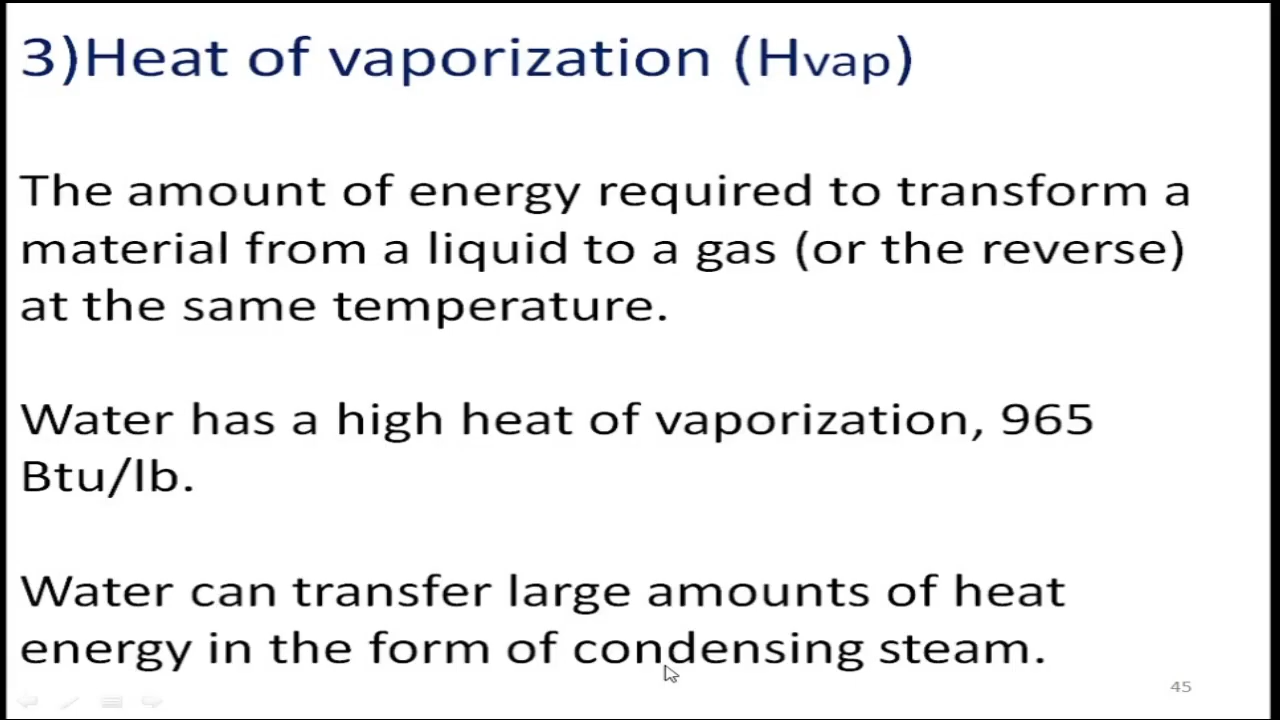 3)Heat of vaporization (Hvap)
The amount of energy required to transform a
material from a liquid to a gas (or the reverse)
at the same temperature.
Water has a high heat of vaporization, 965
Btu/lb.
Water can transfer large amounts of heat
energy in the form of condensing steam.
45